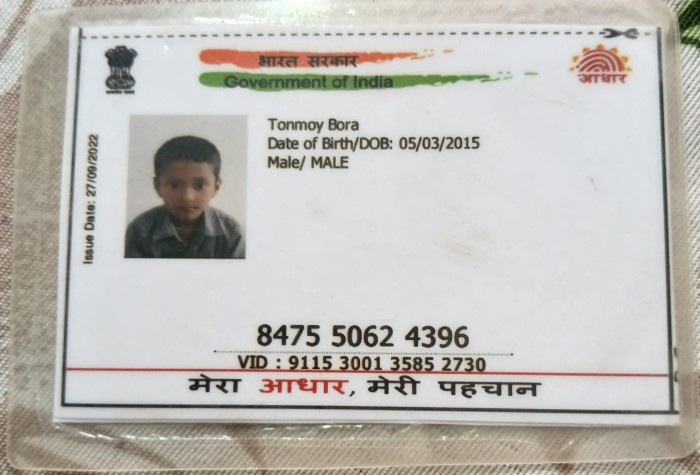 भारत सरकार
Government of India
आधार
Issue Date: 27/09/2022
Tonmoy Bora
Date of Birth/DOB: 05/03/2015
Male/ MALE
8475 5062 4396
VID : 9115 3001 3585 2730
मेरा आधार, मेरी पहचान